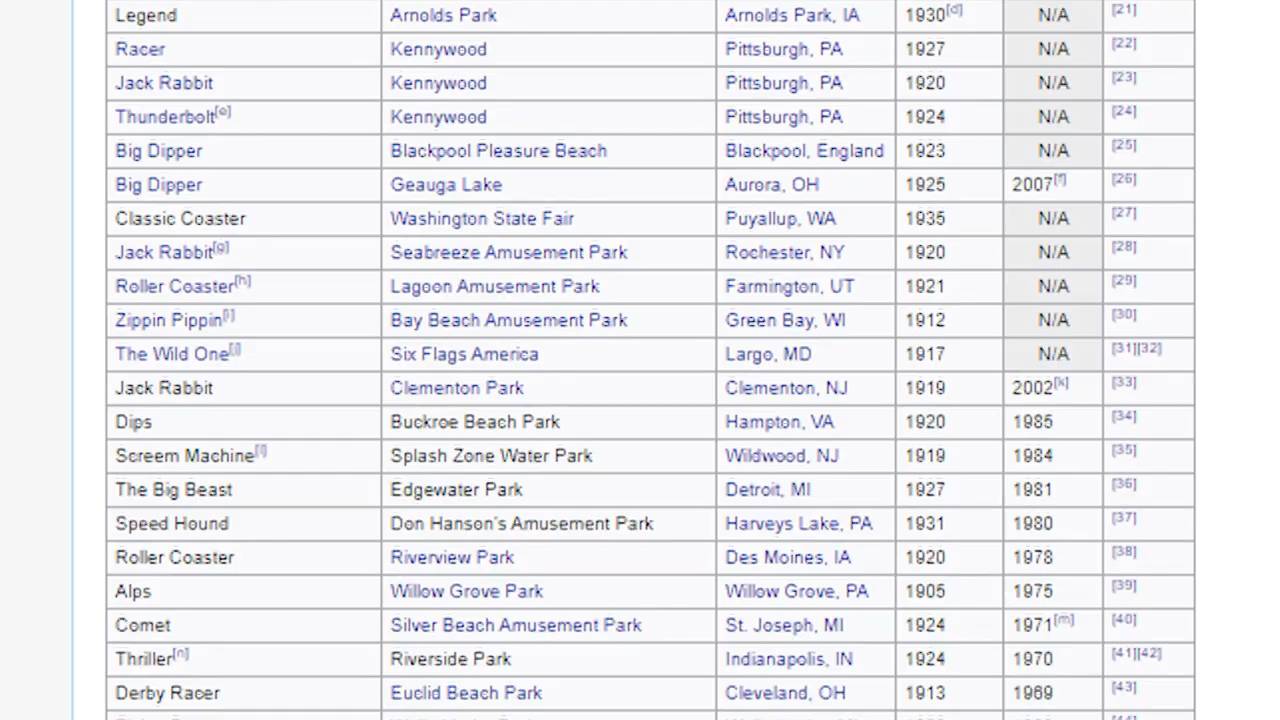 Legend Arnolds Park Arnolds Park, IA 1930[d] N/A [21]
Racer Kennywood Pittsburgh, PA 1927 N/A [22]
Jack Rabbit Kennywood Pittsburgh, PA 1920 N/A [23]
Thunderbolt[e] Kennywood Pittsburgh, PA 1924 N/A [24]
Big Dipper Blackpool Pleasure Beach Blackpool, England 1923 N/A [25]
Big Dipper Geauga Lake Aurora, OH 1925 2007[f] [26]
Classic Coaster Washington State Fair Puyallup, WA 1935 N/A [27]
Jack Rabbit[g] Seabreeze Amusement Park Rochester, NY 1920 N/A [28]
Roller Coaster[h] Lagoon Amusement Park Farmington, UT 1921 N/A [29]
Zippin Pippin[i] Bay Beach Amusement Park Green Bay, WI 1912 N/A [30]
The Wild One[j] Six Flags America Largo, MD 1917 N/A [31][32]
Jack Rabbit Clementon Park Clementon, NJ 1919 2002[k] [33]
Dips Buckroe Beach Park Hampton, VA 1920 1985 [34]
Screem Machine[l] Splash Zone Water Park Wildwood, NJ 1919 1984 [35]
The Big Beast Edgewater Park Detroit, MI 1927 1981 [36]
Speed Hound Don Hanson's Amusement Park Harveys Lake, PA 1931 1980 [37]
Roller Coaster Riverview Park Des Moines, IA 1920 1978 [38]
Alps Willow Grove Park Willow Grove, PA 1905 1975 [39]
Comet Silver Beach Amusement Park St. Joseph, MI 1924 1971[m] [40]
Thriller[n] Riverside Park Indianapolis, IN 1924 1970 [41][42]
Derby Racer Euclid Beach Park Cleveland, OH 1913 1969 [43]